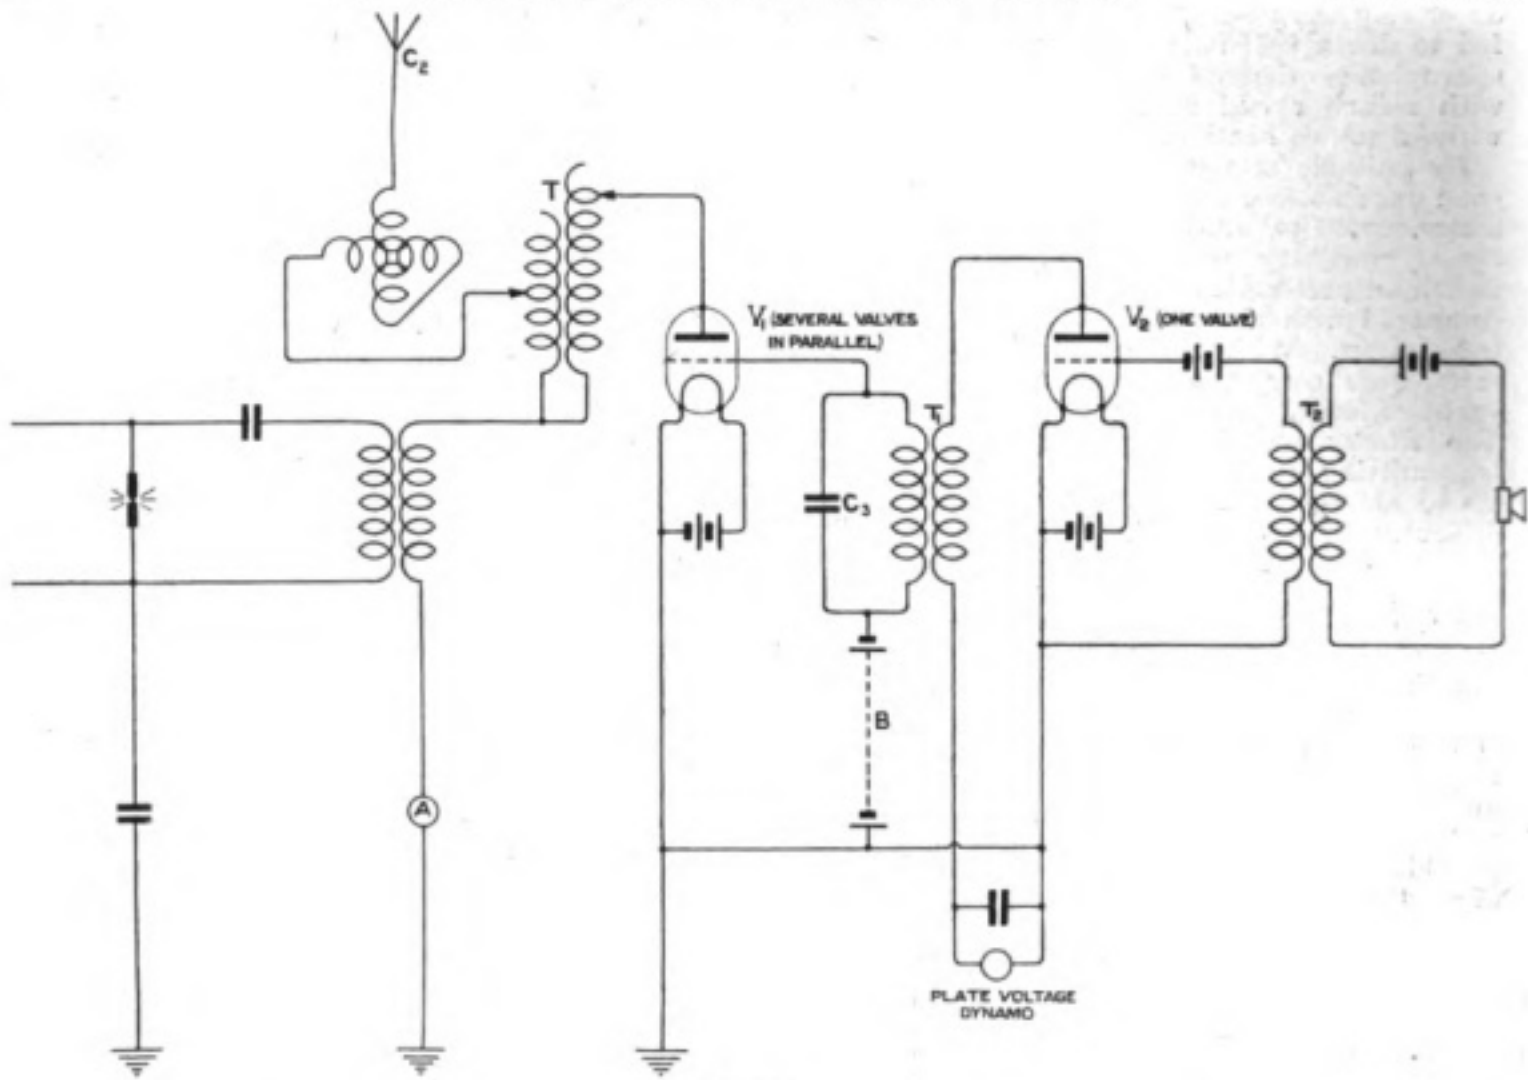 C₂
T
V₁ (SEVERAL VALVES
IN PARALLEL)
V₂ (ONE VALVE)
T₁
T₂
C₃
B
A
PLATE VOLTAGE
DYNAMO